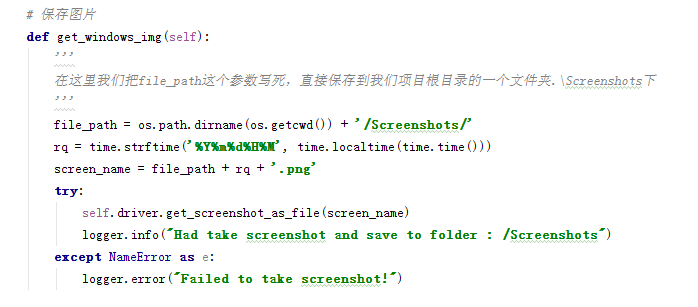 # 保存图片
def get_windows_img(self):
'''
在这里我们把file_path这个参数写死，直接保存到我们项目根目录的一个文件夹.\Screenshots下
'''
file_path = os.path.dirname(os.getcwd()) + '/Screenshots/'
rq = time.strftime('%Y%m%d%H%M', time.localtime(time.time()))
screen_name = file_path + rq + '.png'
try:
self.driver.get_screenshot_as_file(screen_name)
logger.info("Had take screenshot and save to folder : /Screenshots")
except NameError as e:
logger.error("Failed to take screenshot!")